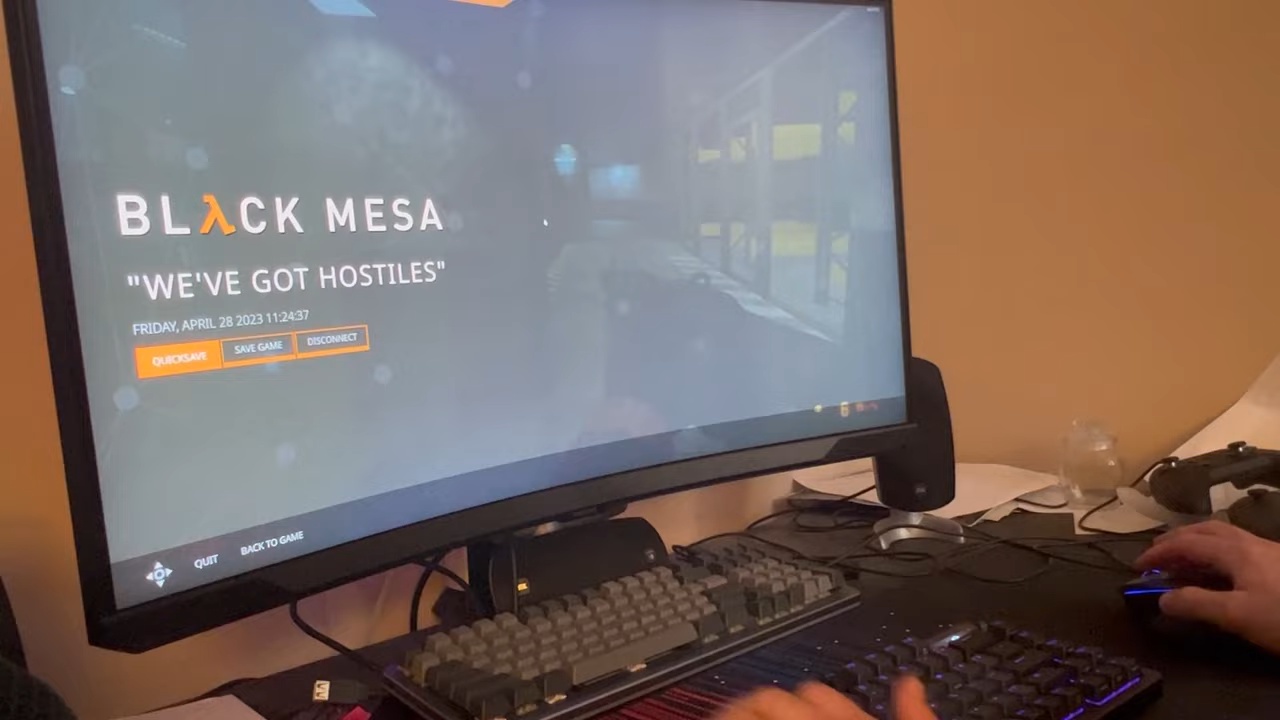 BLλCK MESA
"WE'VE GOT HOSTILES"
FRIDAY, APRIL 28 2023 11:24:37
QUICKSAVE SAVE GAME DISCONNECT
QUIT BACK TO GAME